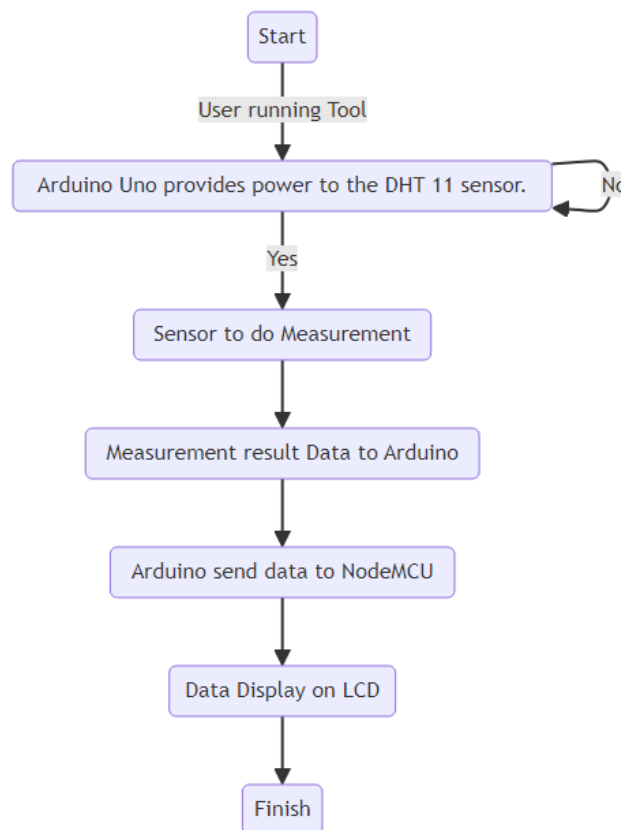 Start
User running Tool
Arduino Uno provides power to the DHT 11 sensor.
No
Yes
Sensor to do Measurement
Measurement result Data to Arduino
Arduino send data to NodeMCU
Data Display on LCD
Finish